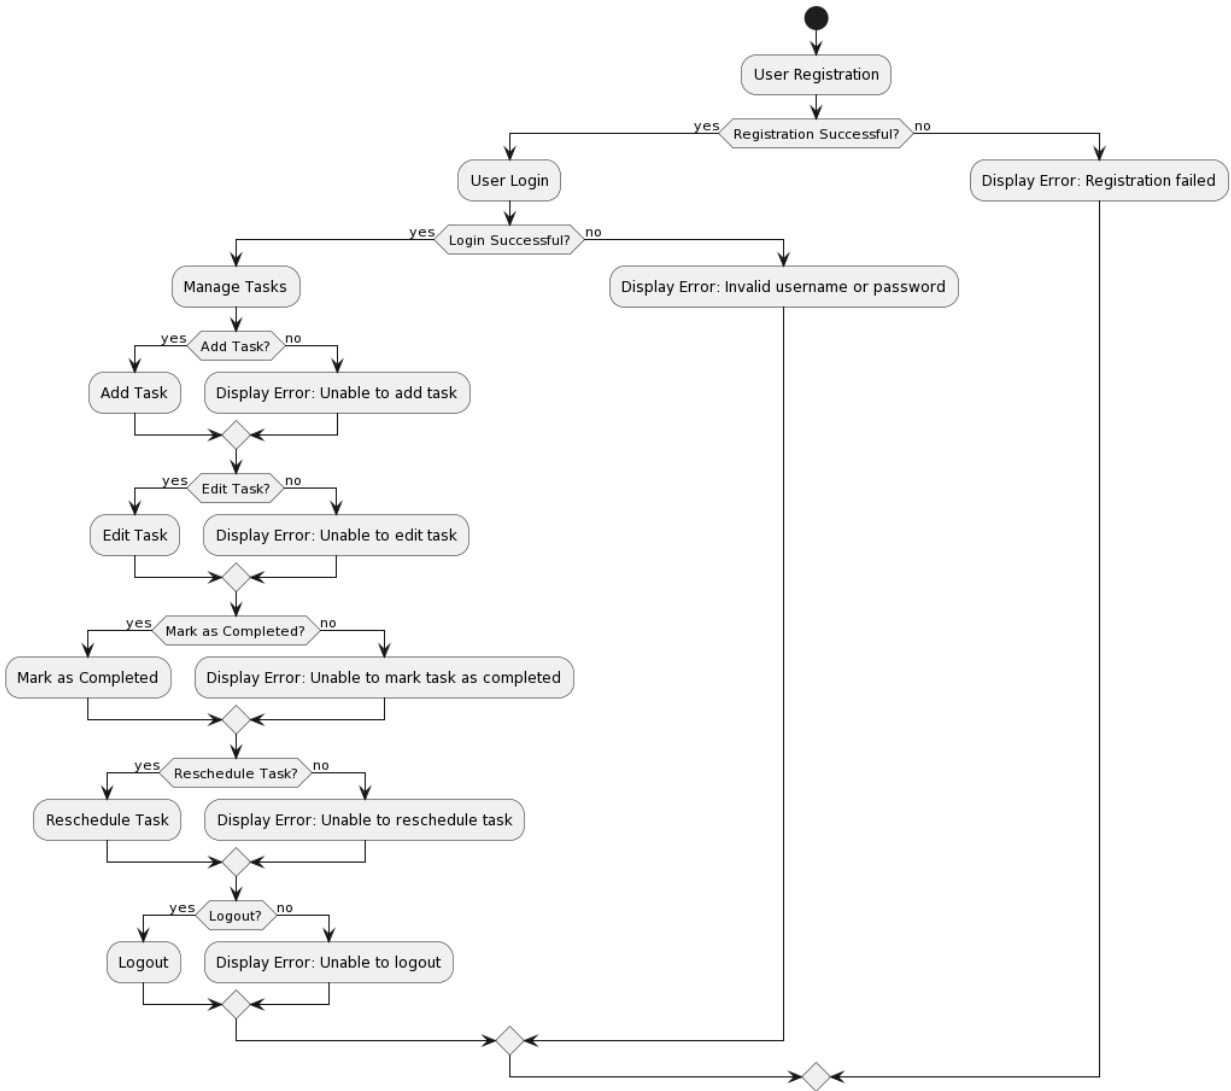 User Registration
yes
Registration Successful?
no
User Login
Display Error: Registration failed
yes
Login Successful?
no
Manage Tasks
Display Error: Invalid username or password
yes
Add Task?
no
Add Task
Display Error: Unable to add task
yes
Edit Task?
no
Edit Task
Display Error: Unable to edit task
yes
Mark as Completed?
no
Mark as Completed
Display Error: Unable to mark task as completed
yes
Reschedule Task?
no
Reschedule Task
Display Error: Unable to reschedule task
yes
Logout?
no
Logout
Display Error: Unable to logout